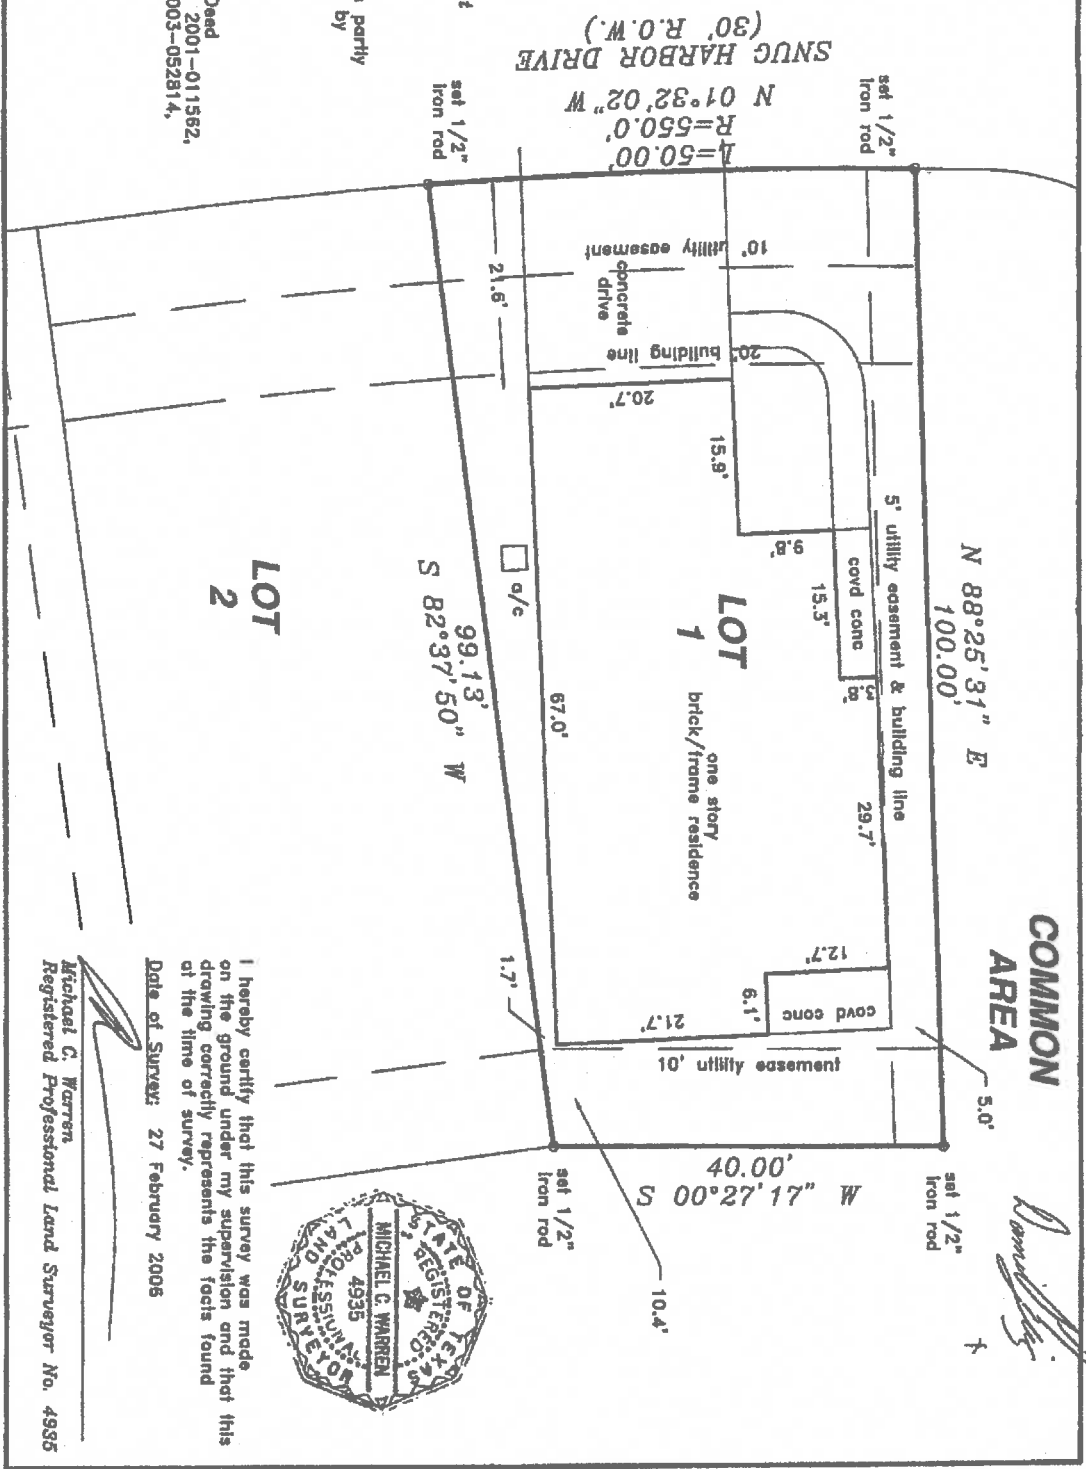 t
s partly
by
Deed
2001-011562,
003-052814,
SNUG HARBOR DRIVE
(30' R.O.W.)
N 01°32'02" W
R=550.0'
L=50.00'
set 1/2"
iron rod
set 1/2"
iron rod
10' utility easement
concrete
drive
20' building line
21.6'
20.7'
15.9'
9.8'
covd conc
15.3'
3.8'
5' utility easement & building line
N 88°25'31" E
100.00'
LOT
1
one story
brick/frame residence
29.7'
a/c
67.0'
99.13'
S 82°37'50" W
LOT
2
COMMON
AREA
12.7'
6.1'
covd conc
21.7'
1.7'
10' utility easement
5.0'
10.4'
40.00'
S 00°27'17" W
set 1/2"
iron rod
set 1/2"
iron rod
STATE OF TEXAS
REGISTERED
MICHAEL C. WARREN
4935
PROFESSIONAL
LAND SURVEYOR
I hereby certify that this survey was made
on the ground under my supervision and that this
drawing correctly represents the facts found
at the time of survey.
Date of Survey: 27 February 2006
Michael C. Warren
Registered Professional Land Surveyor No. 4935